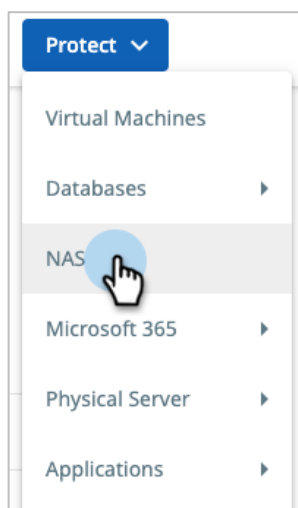 Protect
Virtual Machines
Databases
NAS
Microsoft 365
Physical Server
Applications